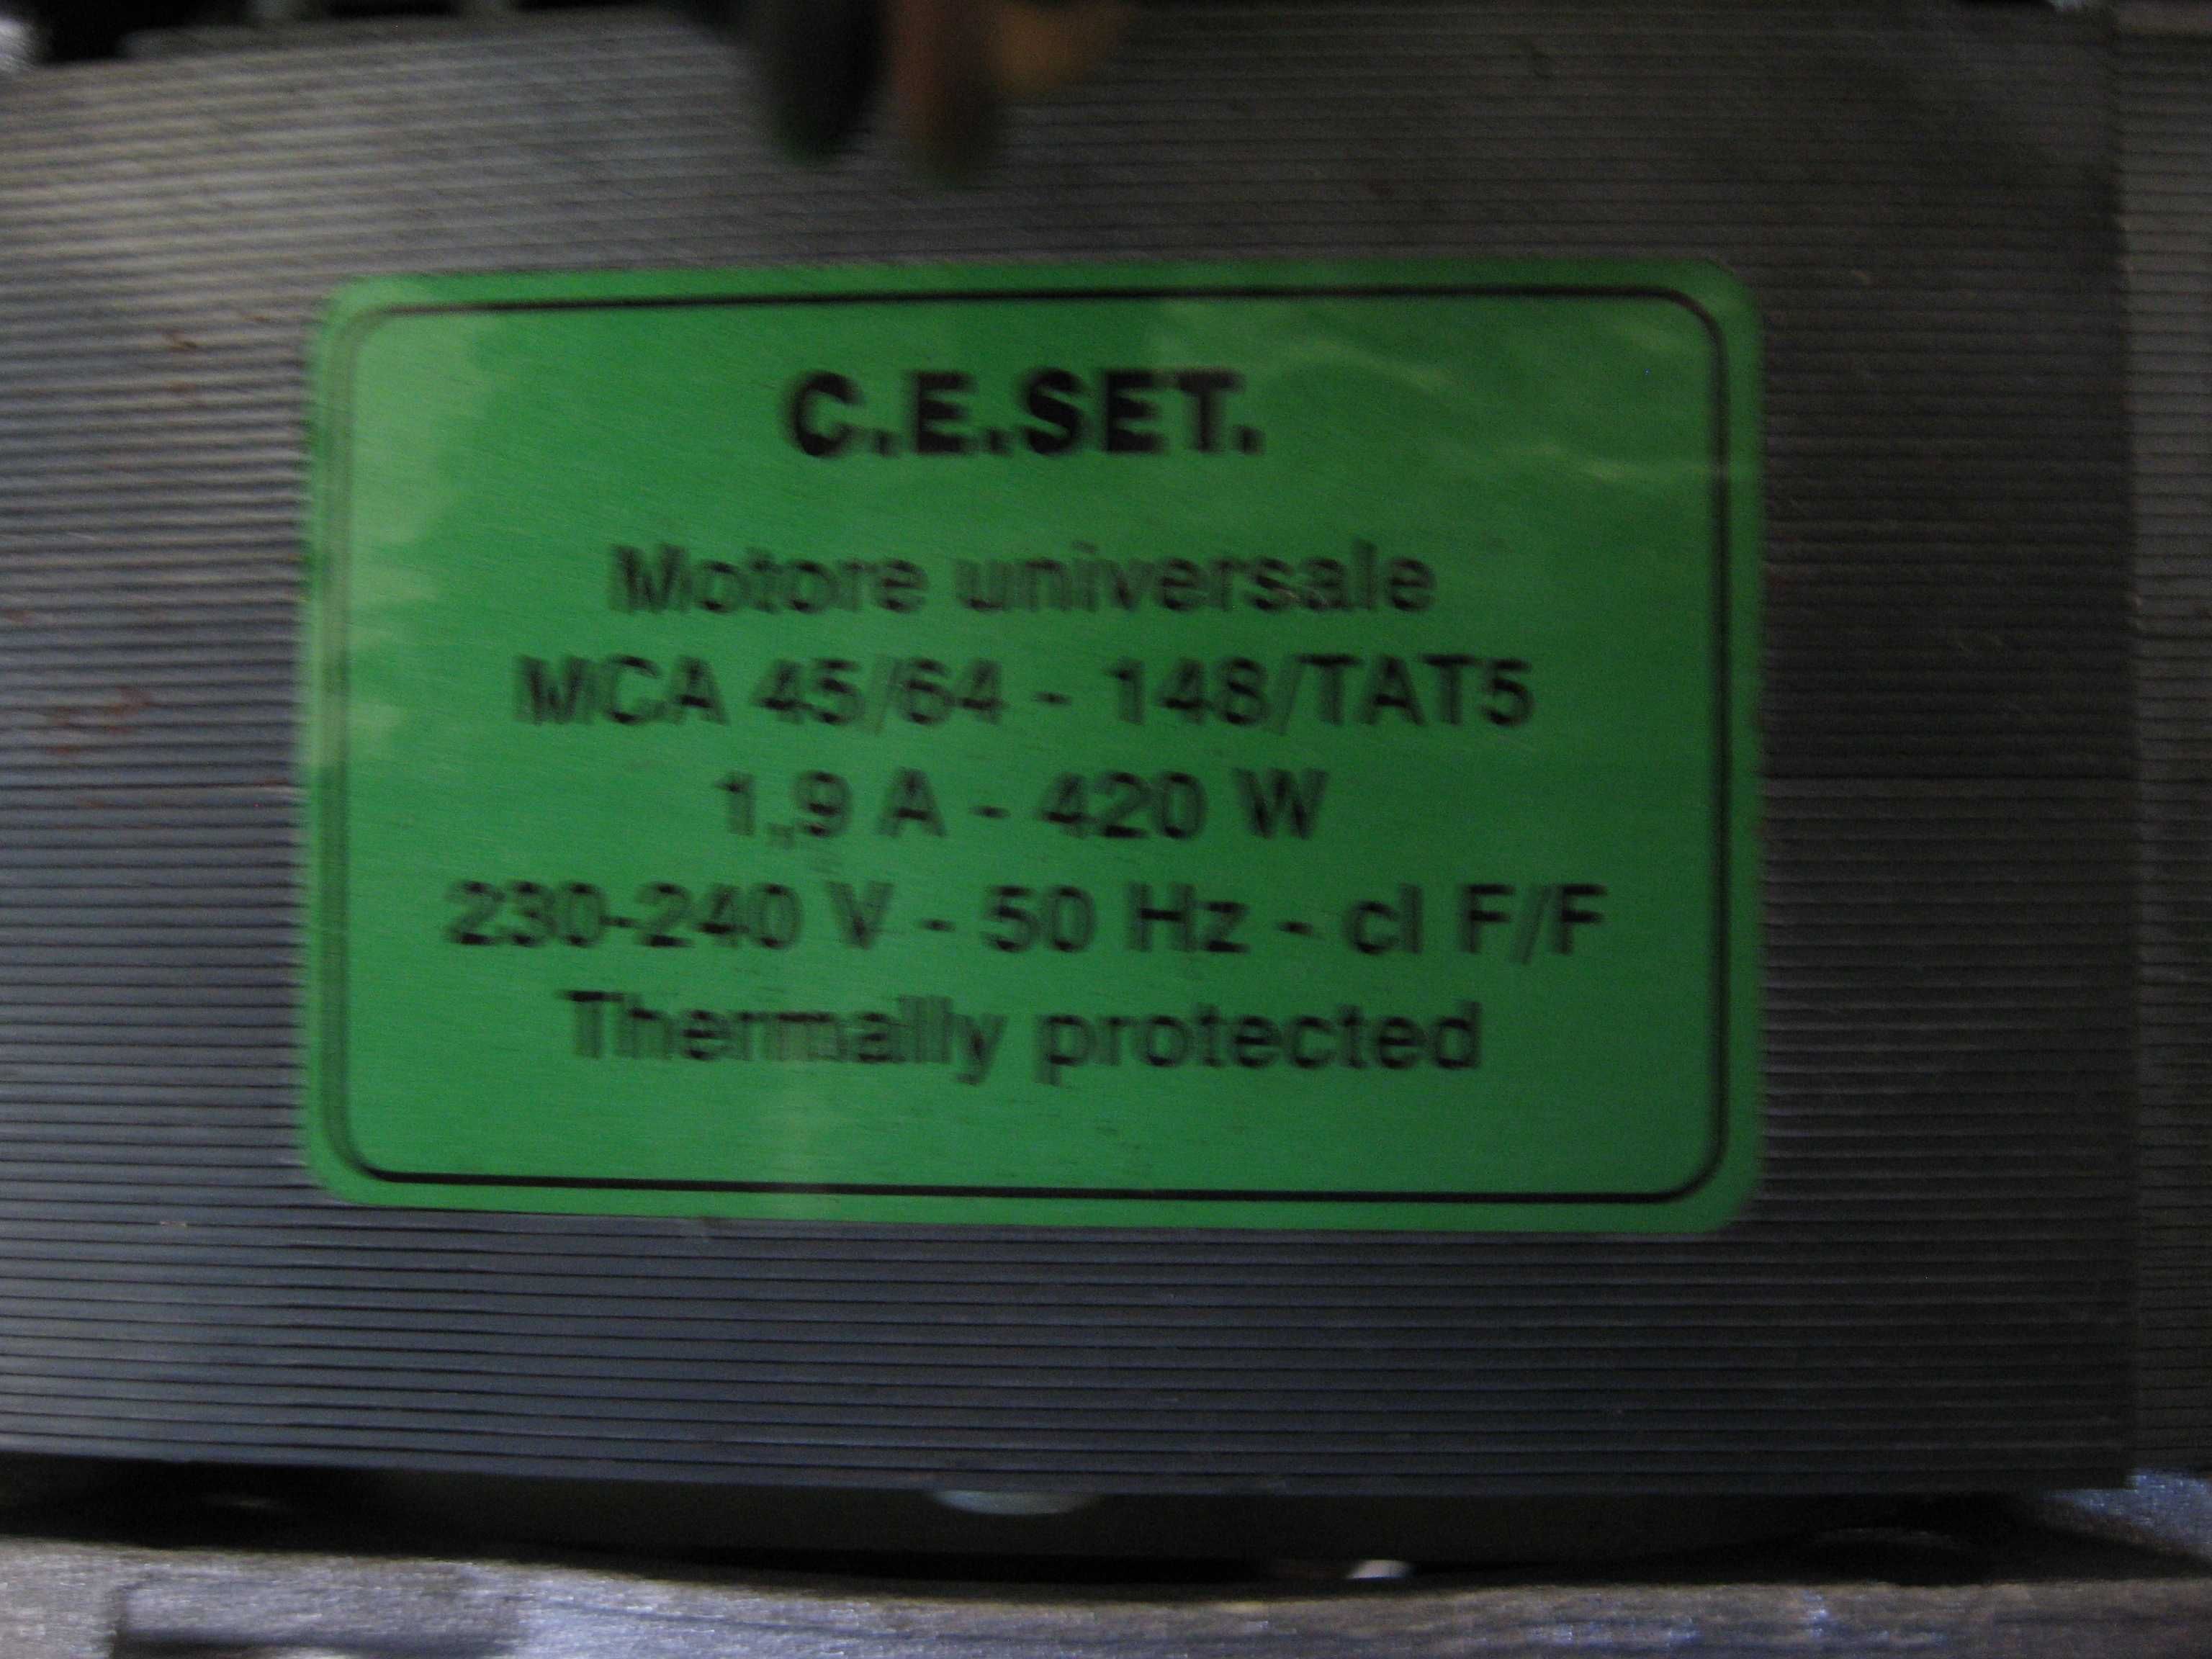 C.E.SET.
Motore universale
MCA 45/64 - 148/TAT5
1,9 A - 420 W
230-240 V - 50 Hz - cl F/F
Thermally protected